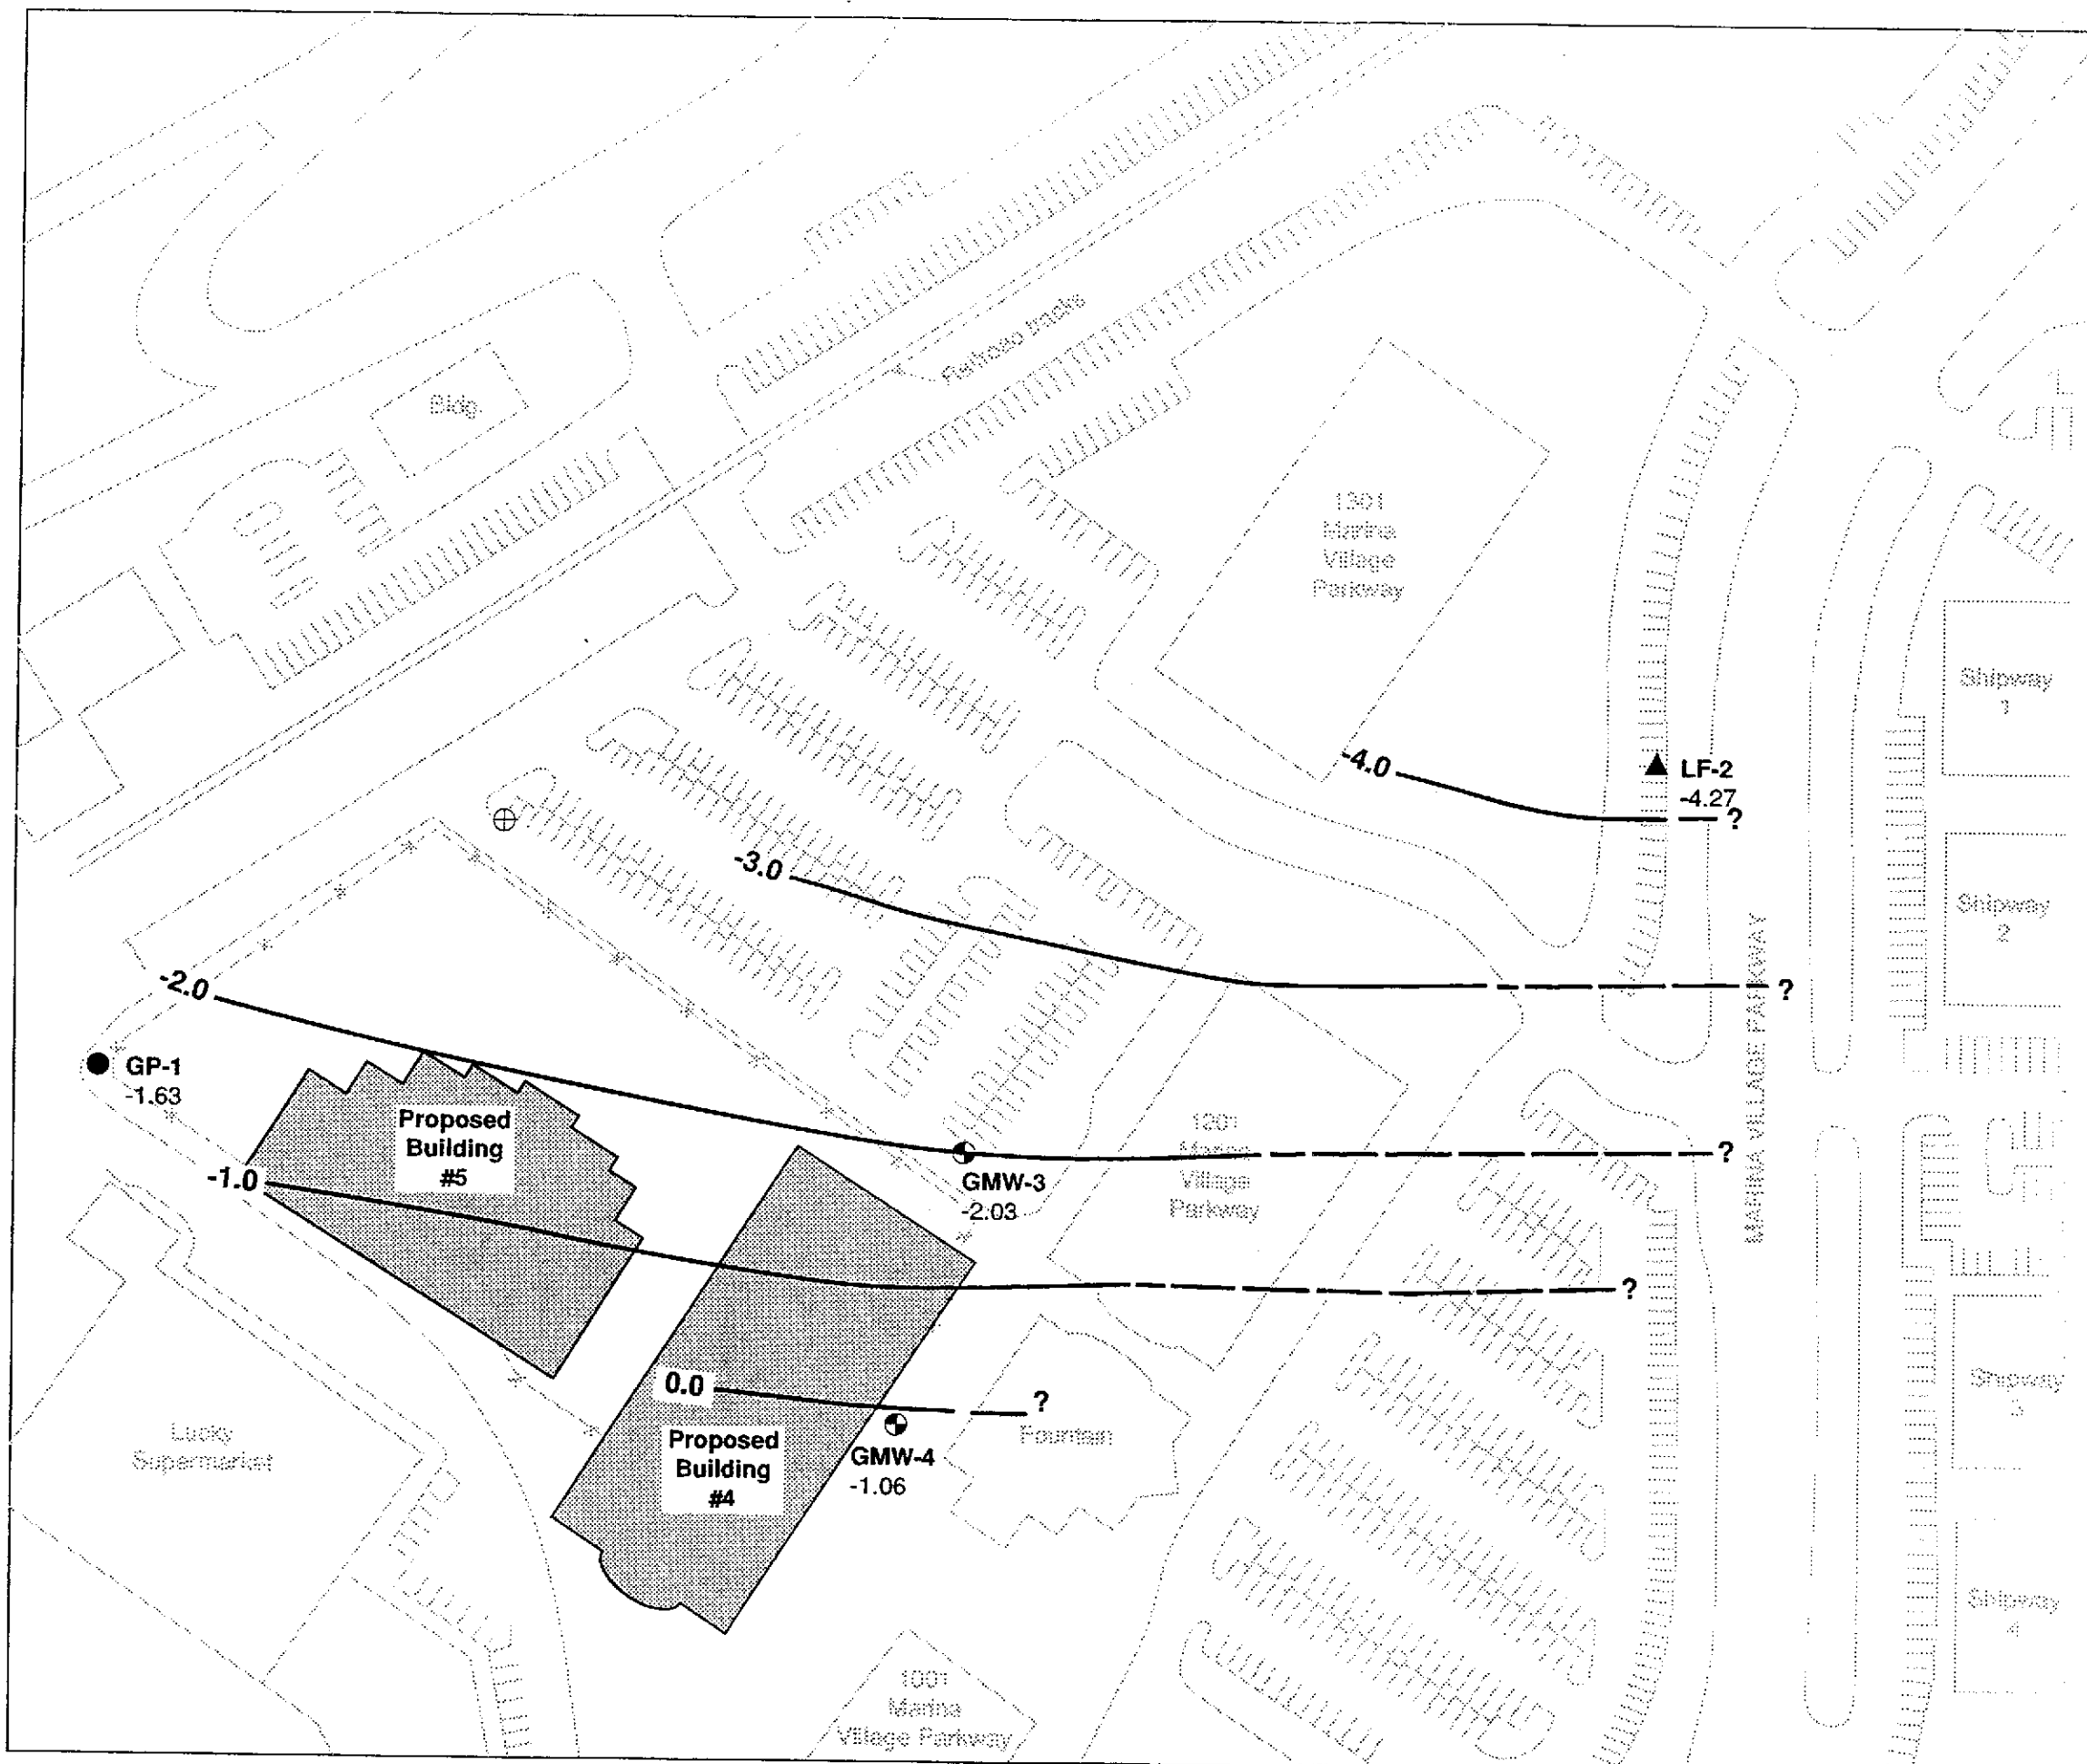 Railroad tracks
Bldg.
1301
Marina
Village
Parkway
Shipway
1
-4.0
LF-2
-4.27
?
-3.0
Shipway
2
MARINA VILLAGE PARKWAY
-2.0
?
GP-1
-1.63
Proposed
Building
#5
1201
Marina
Village
Parkway
?
GMW-3
-2.03
-1.0
?
0.0
?
Shipway
3
Fountain
Lucky
Supermarket
Proposed
Building
#4
GMW-4
-1.06
Shipway
4
1001
Marina
Village Parkway